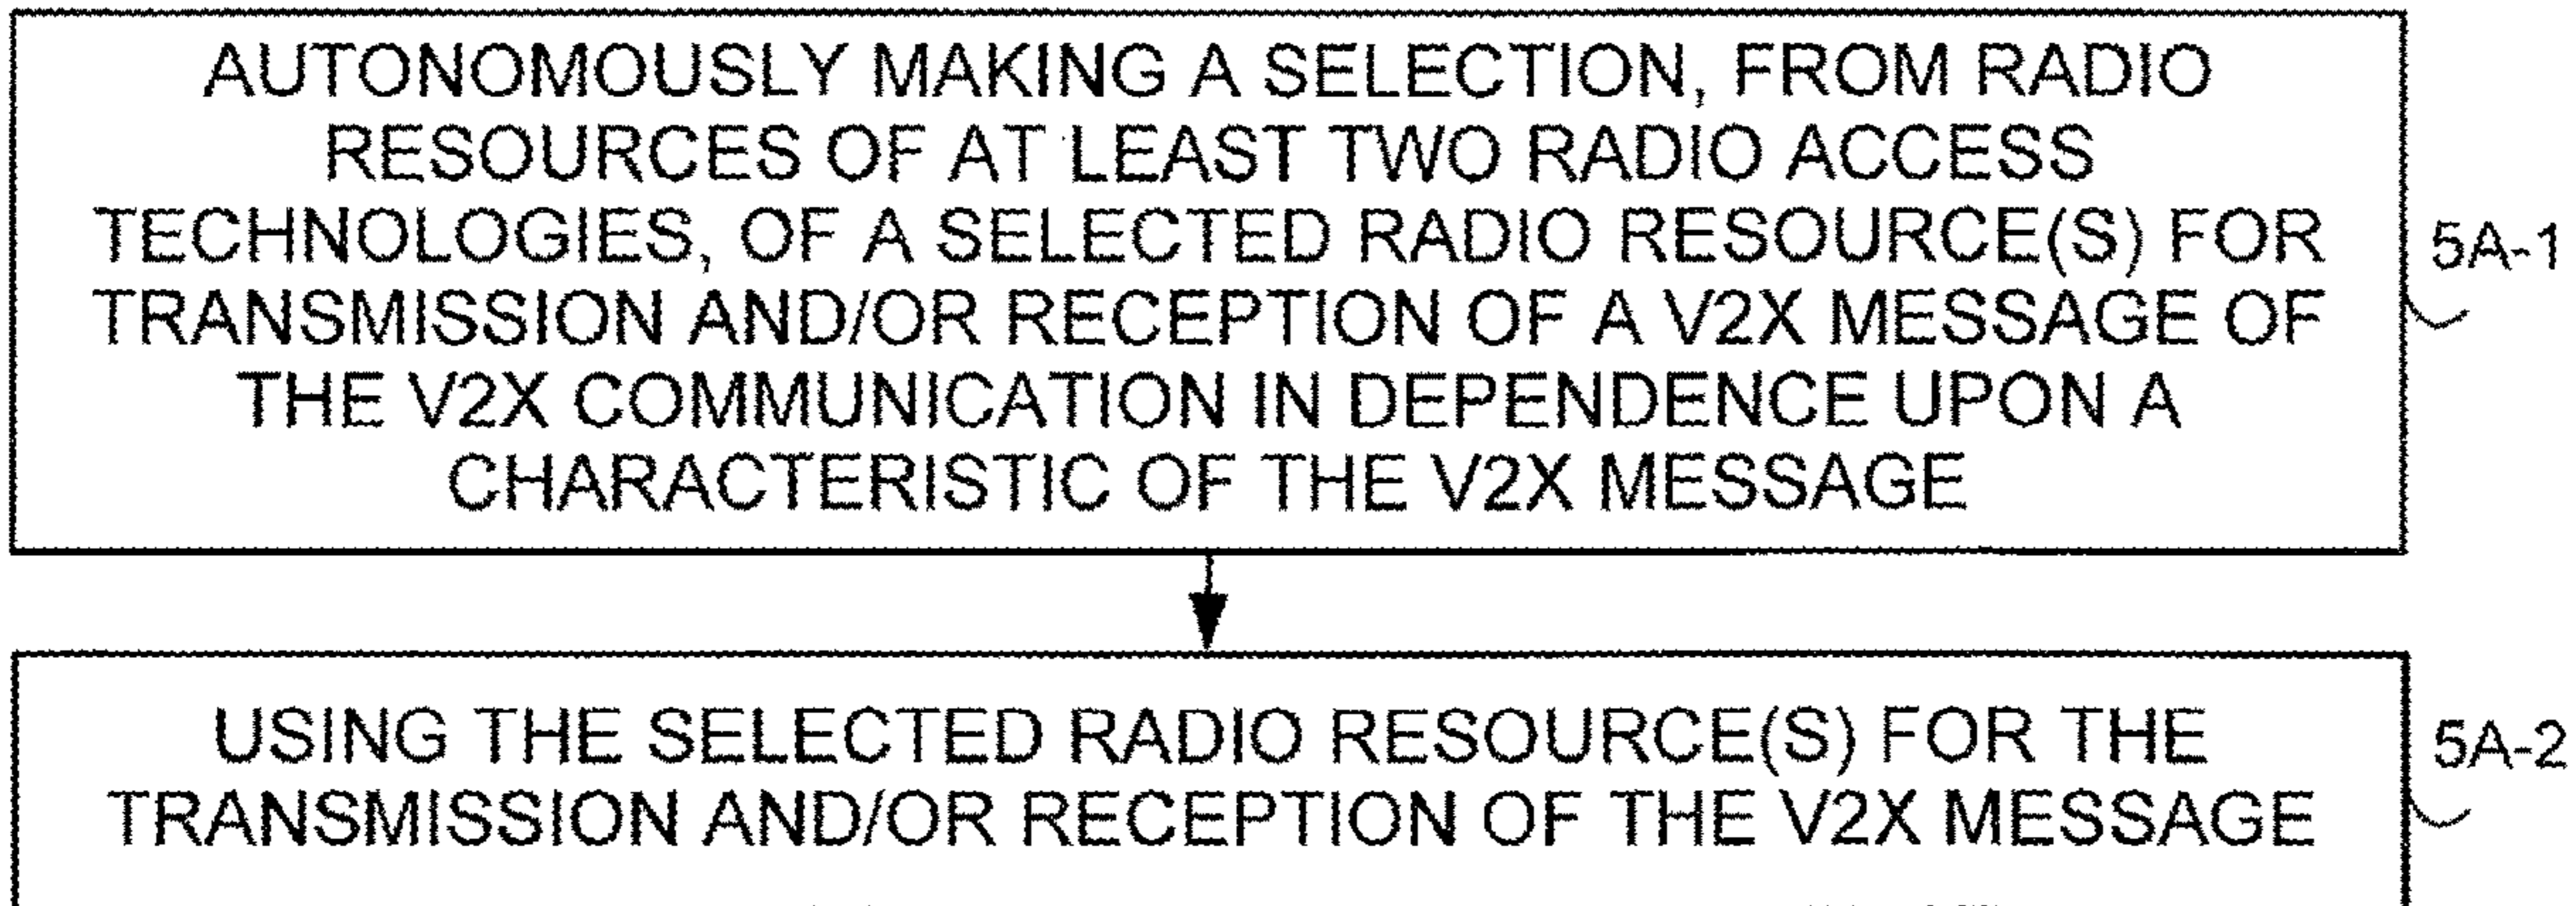 AUTONOMOUSLY MAKING A SELECTION, FROM RADIO
RESOURCES OF AT LEAST TWO RADIO ACCESS
TECHNOLOGIES, OF A SELECTED RADIO RESOURCE(S) FOR
TRANSMISSION AND/OR RECEPTION OF A V2X MESSAGE OF
THE V2X COMMUNICATION IN DEPENDENCE UPON A
CHARACTERISTIC OF THE V2X MESSAGE
5A-1
USING THE SELECTED RADIO RESOURCE(S) FOR THE
TRANSMISSION AND/OR RECEPTION OF THE V2X MESSAGE
5A-2